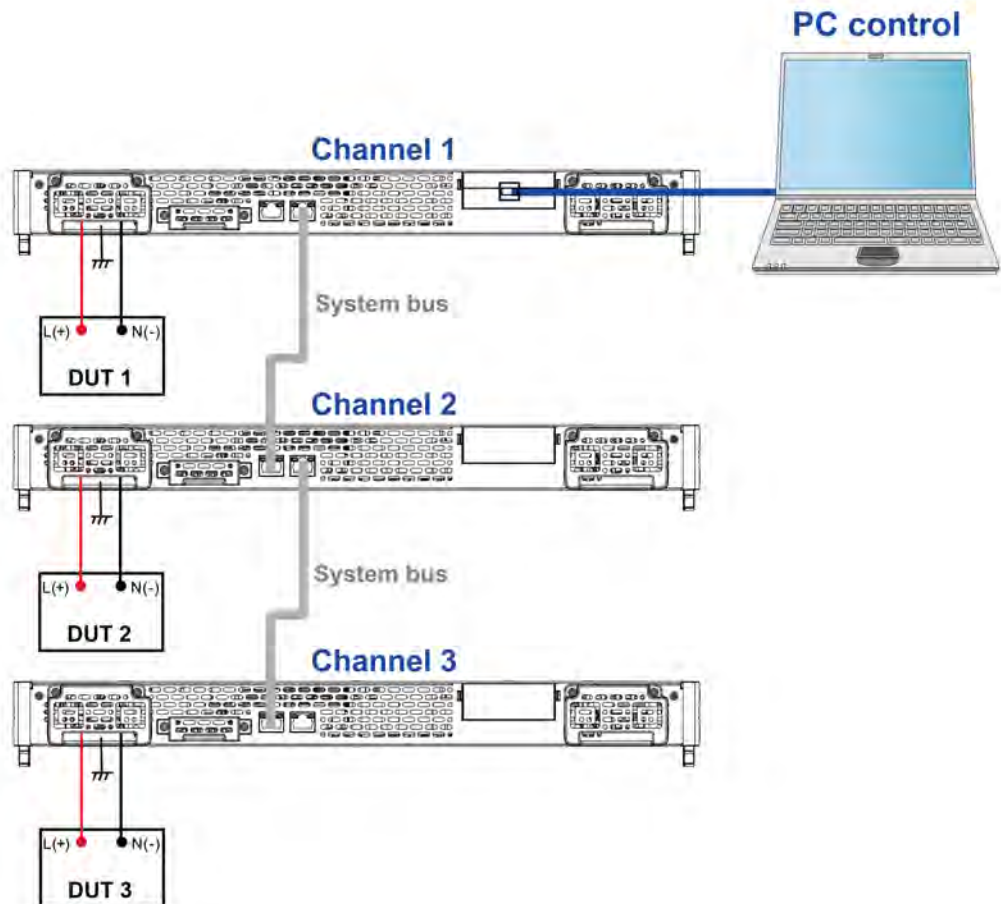 PC control
Channel 1
System bus
L(+) N(-)
DUT 1
Channel 2
System bus
L(+) N(-)
DUT 2
Channel 3
L(+) N(-)
DUT 3